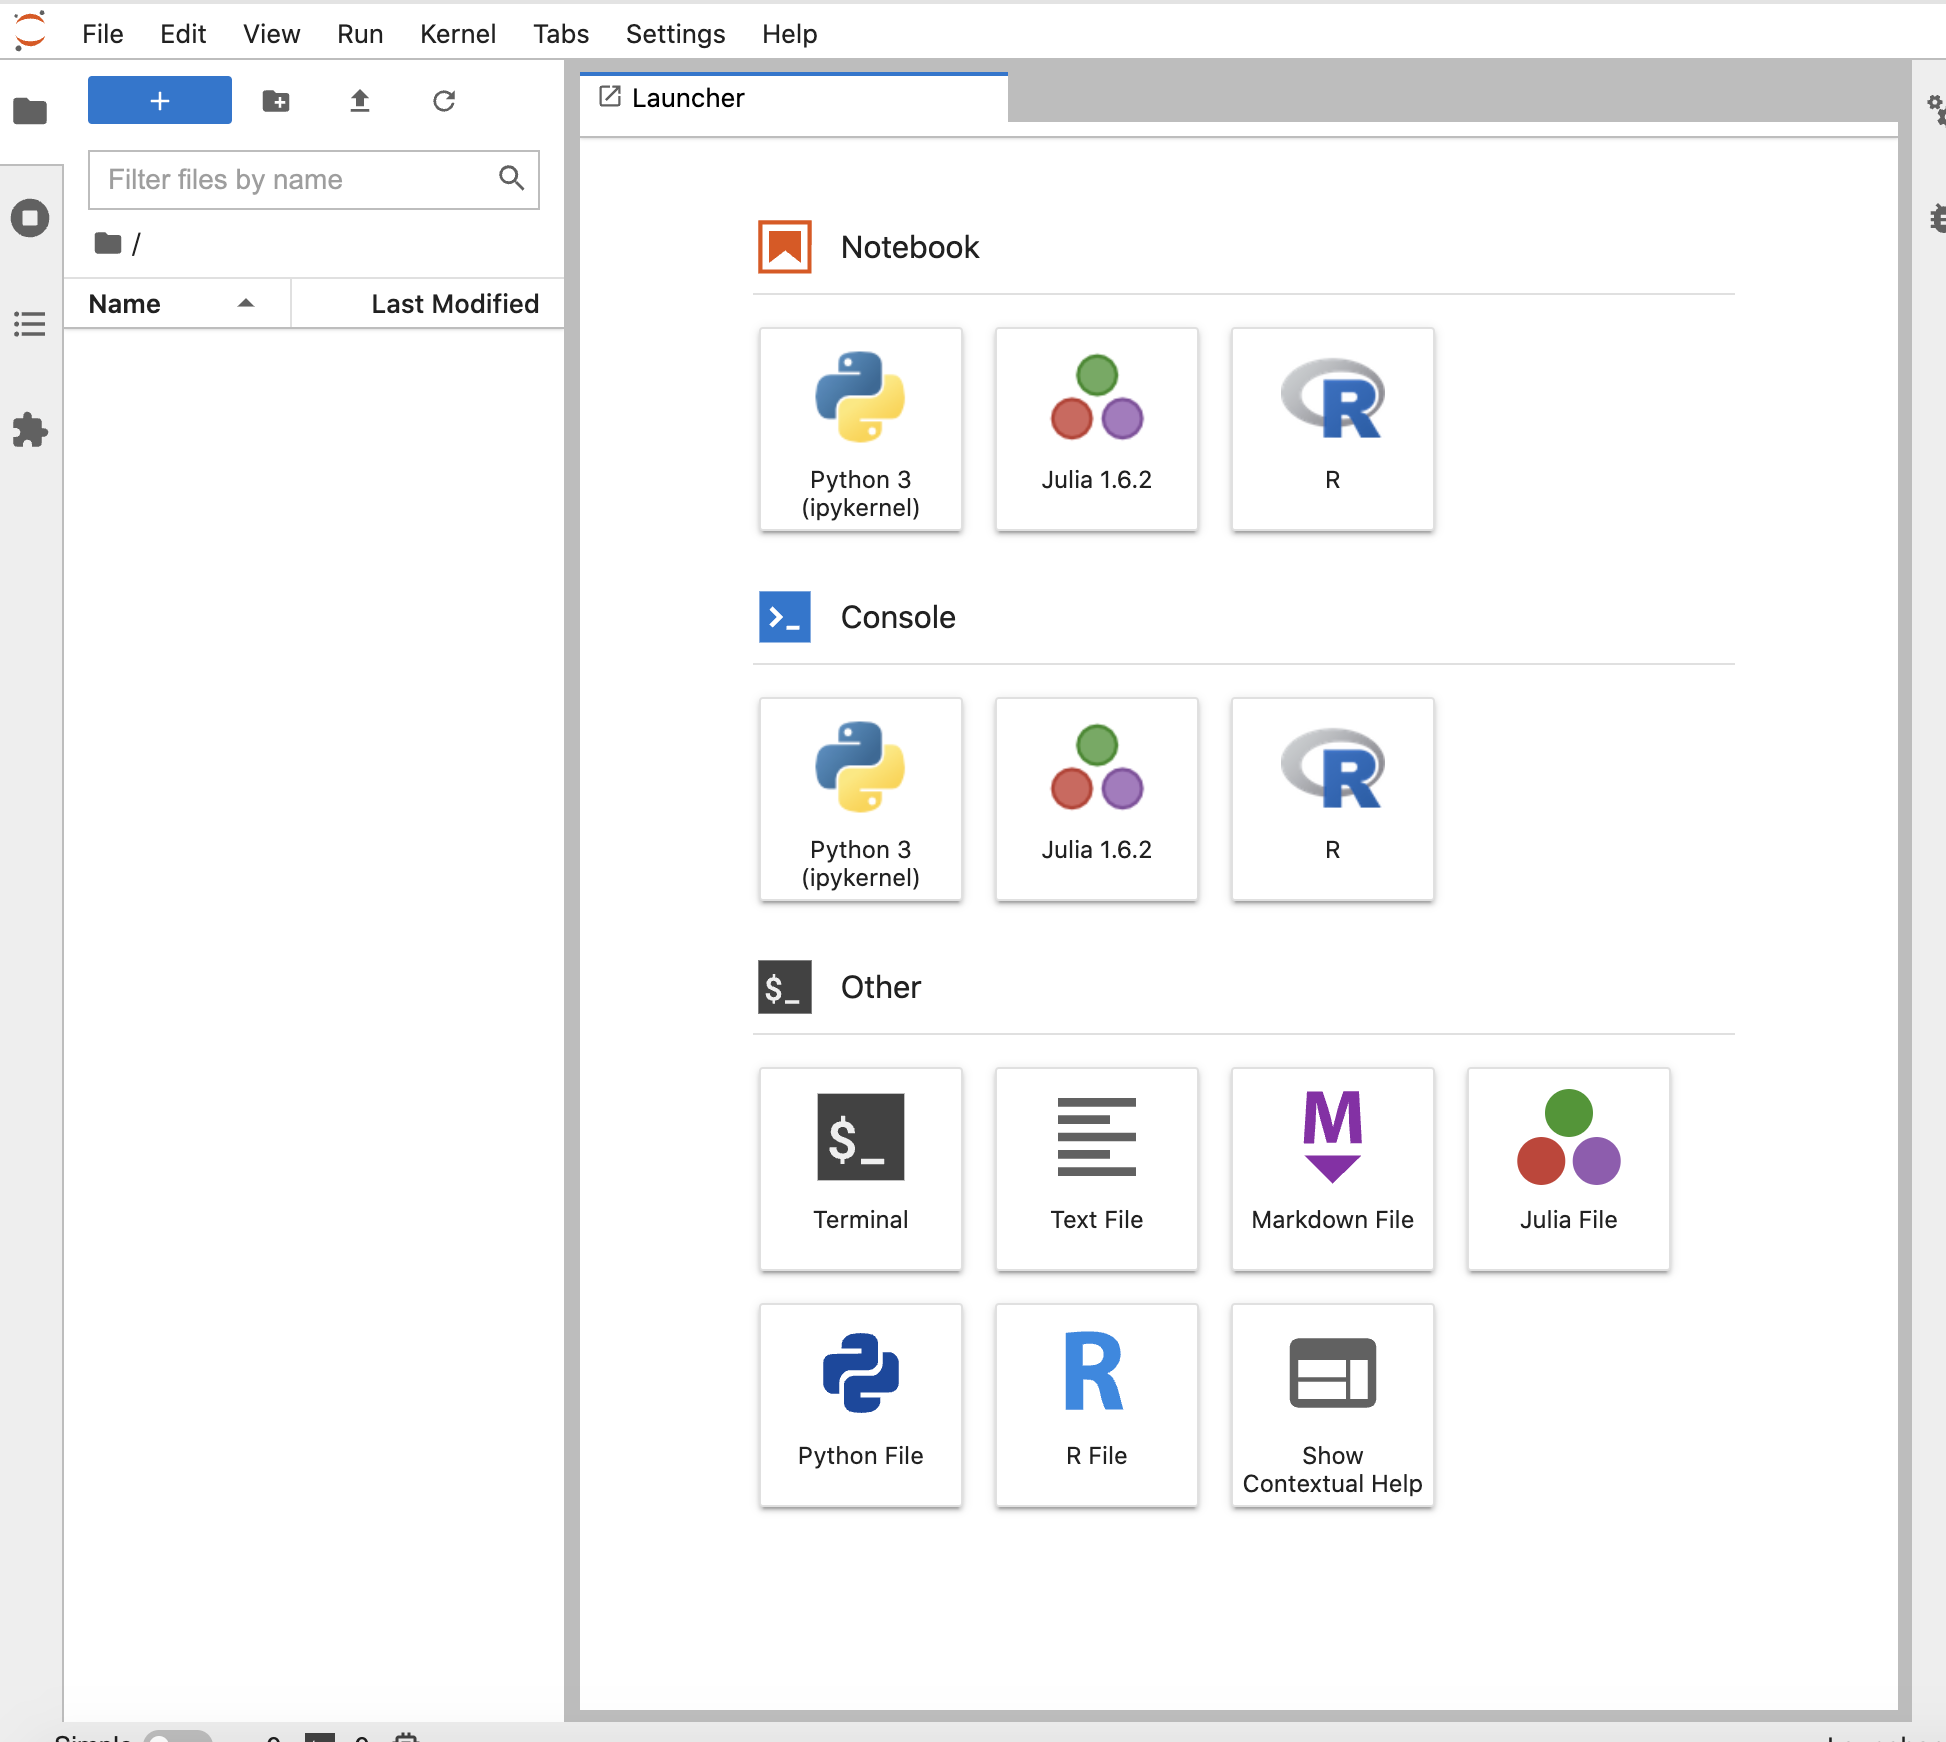 File Edit View Run Kernel Tabs Settings Help
+
Launcher
Filter files by name
/
Name Last Modified
Notebook
Python 3
(ipykernel)
Julia 1.6.2
R
Console
Python 3
(ipykernel)
Julia 1.6.2
R
$_ Other
$_
Terminal
Text File
M
Markdown File
Julia File
Python File
R
R File
Show
Contextual Help